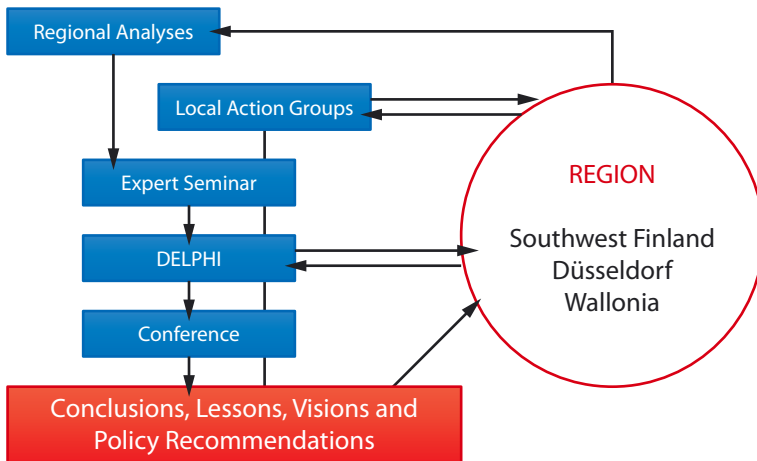 Regional Analyses
Local Action Groups
Expert Seminar
DELPHI
Conference
Conclusions, Lessons, Visions and
Policy Recommendations
REGION
Southwest Finland
Düsseldorf
Wallonia